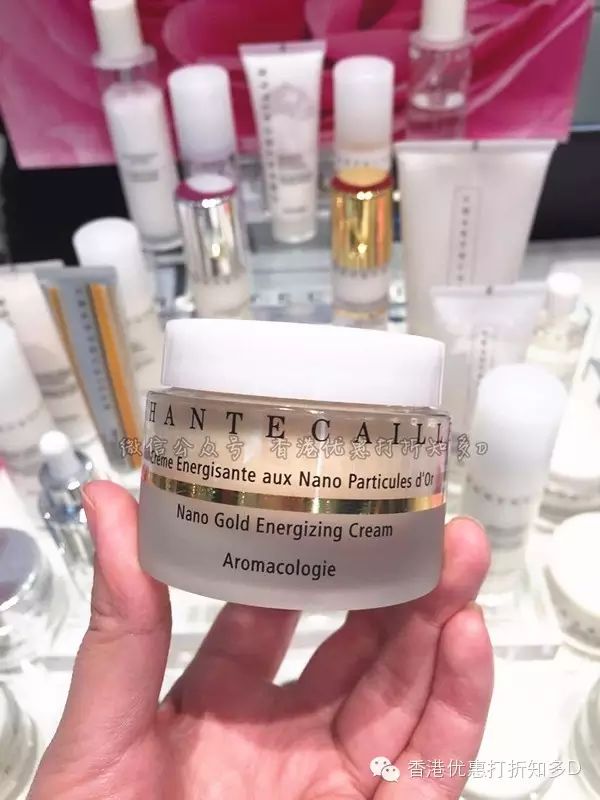 HANTECAILL
微信公众号 香港优惠打折知多D
Crème Energisante aux Nano Particules d'Or
Nano Gold Energizing Cream
Aromacologie
香港优惠打折知多D